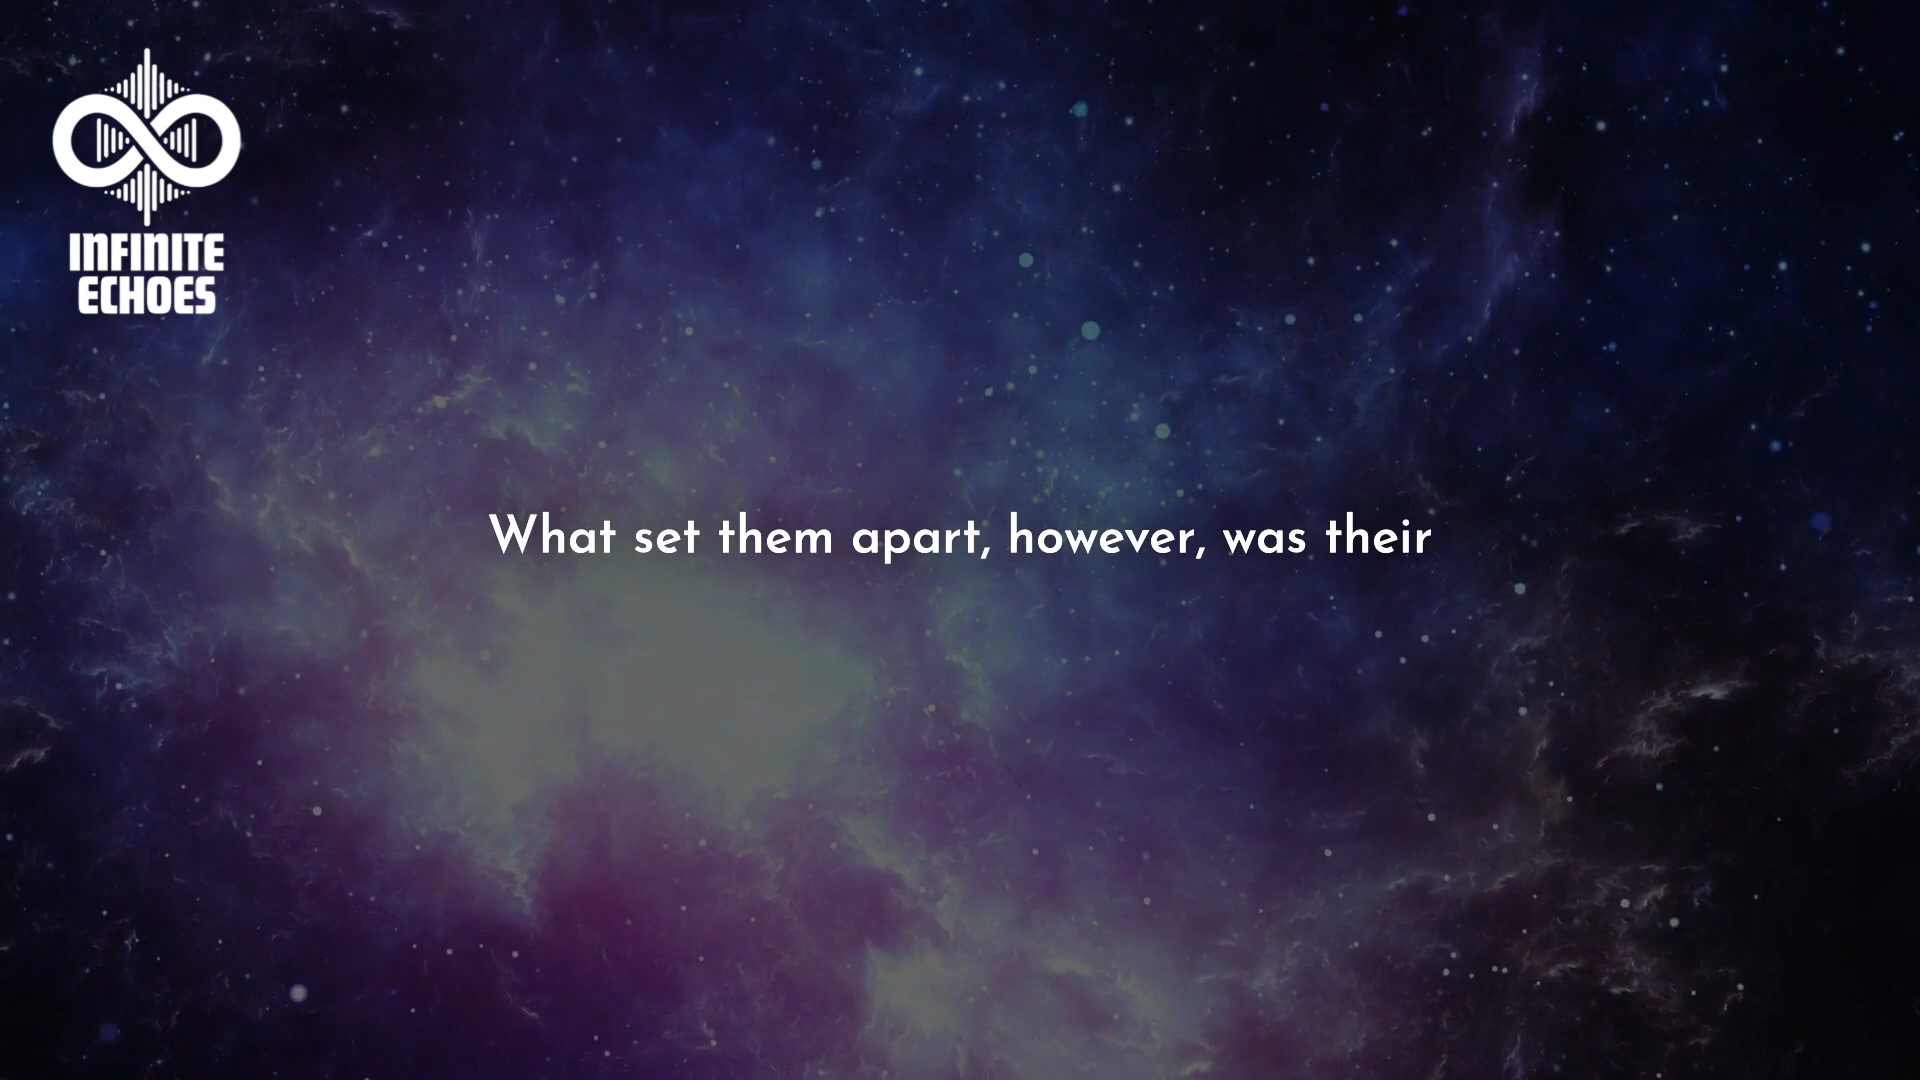 INFINITE
ECHOES
What set them apart, however, was their